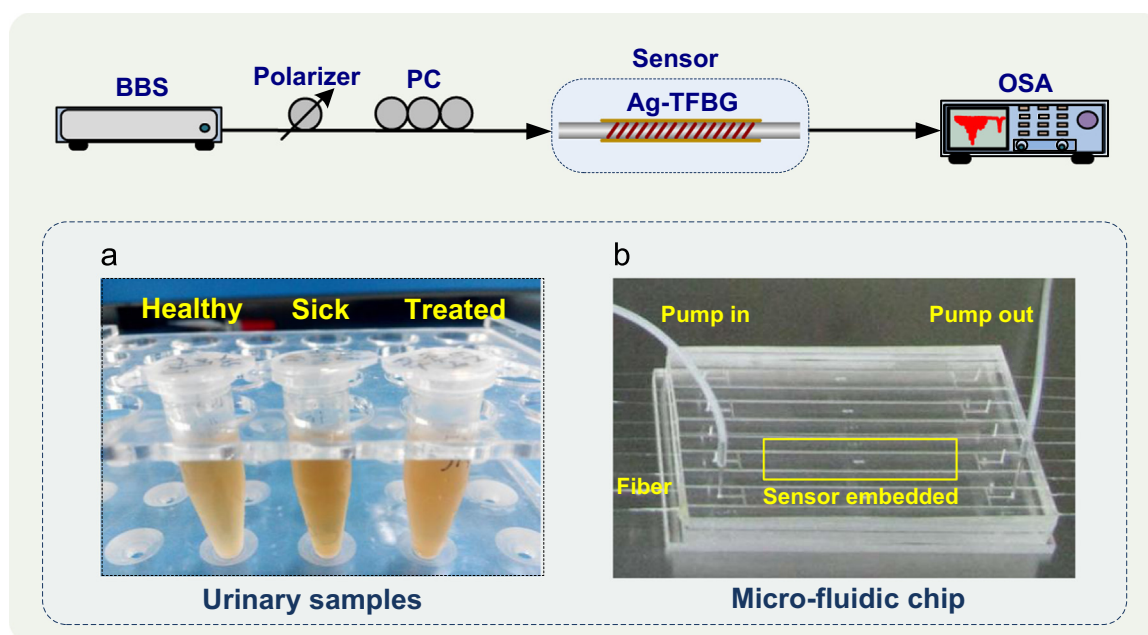 BBS
Polarizer
PC
Sensor
Ag-TFBG
OSA
a
Healthy
Sick
Treated
Urinary samples
b
Pump in
Pump out
Fiber
Sensor embedded
Micro-fluidic chip